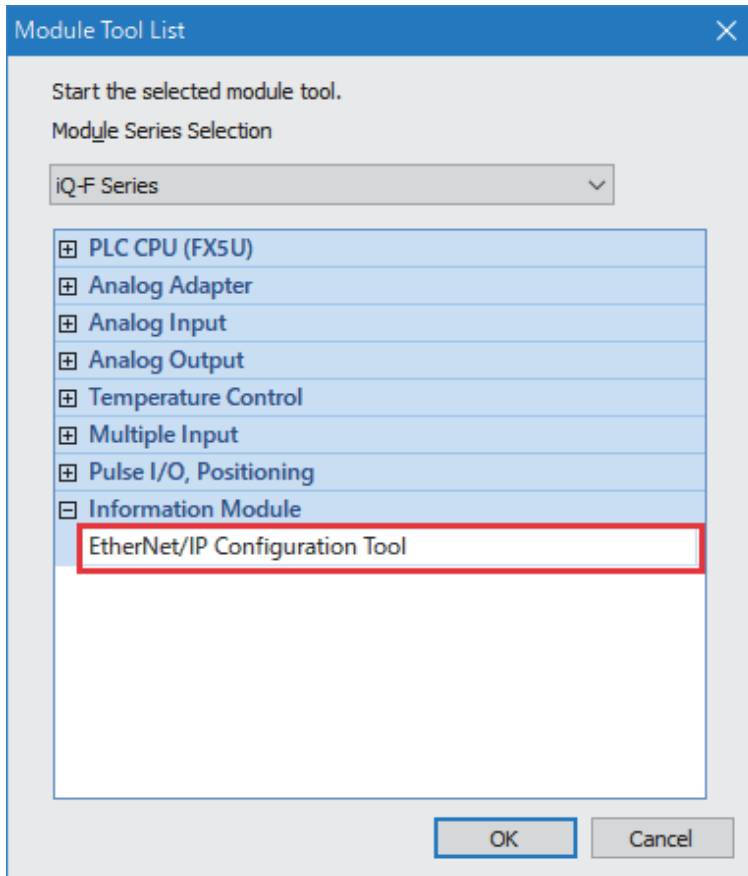 Module Tool List
Start the selected module tool.
Module Series Selection
iQ-F Series
PLC CPU (FX5U)
Analog Adapter
Analog Input
Analog Output
Temperature Control
Multiple Input
Pulse I/O, Positioning
Information Module
EtherNet/IP Configuration Tool
OK Cancel